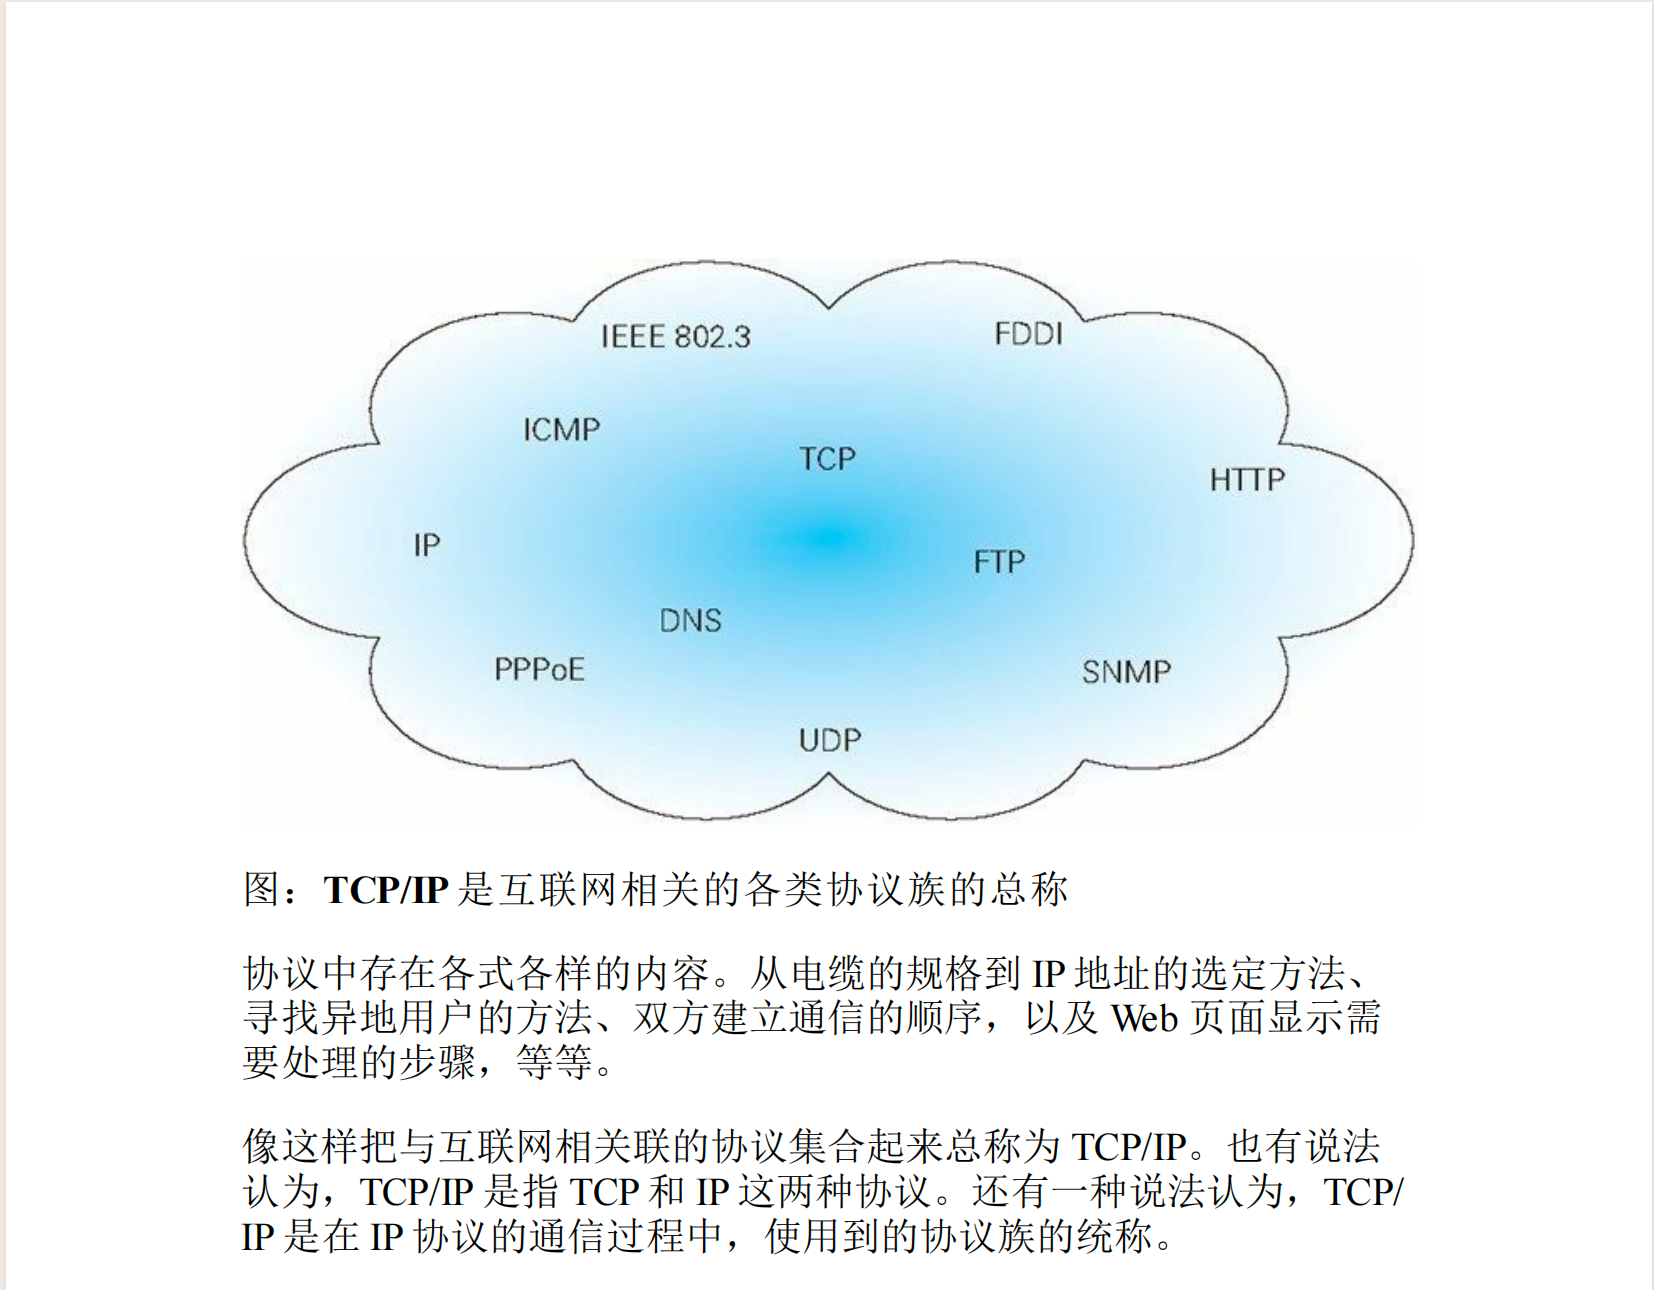 IEEE 802.3
FDDI
ICMP
TCP
HTTP
IP
FTP
DNS
PPPoE
SNMP
UDP
图：TCP/IP 是互联网相关的各类协议族的总称
协议中存在各式各样的内容。从电缆的规格到 IP 地址的选定方法、
寻找异地用户的方法、双方建立通信的顺序，以及 Web 页面显示需
要处理的步骤，等等。
像这样把与互联网相关联的协议集合起来总称为 TCP/IP。也有说法
认为，TCP/IP 是指 TCP 和 IP 这两种协议。还有一种说法认为，TCP/
IP 是在 IP 协议的通信过程中，使用到的协议族的统称。